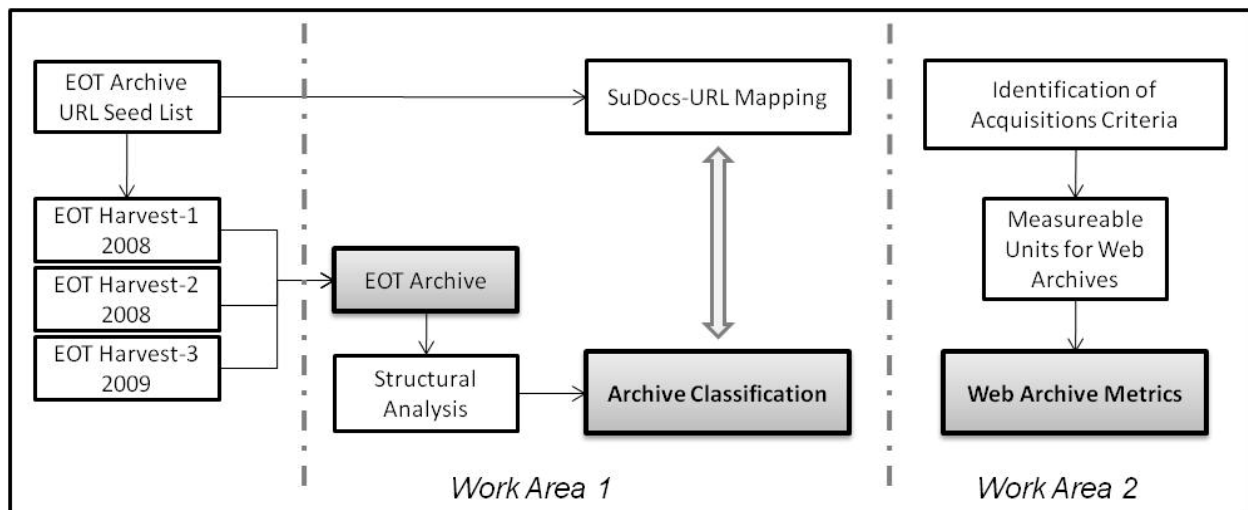 EOT Archive
URL Seed List
EOT Harvest-1
2008
EOT Harvest-2
2008
EOT Harvest-3
2009
SuDocs-URL Mapping
EOT Archive
Structural
Analysis
Archive Classification
Work Area 1
Identification of
Acquisitions Criteria
Measureable
Units for Web
Archives
Web Archive Metrics
Work Area 2